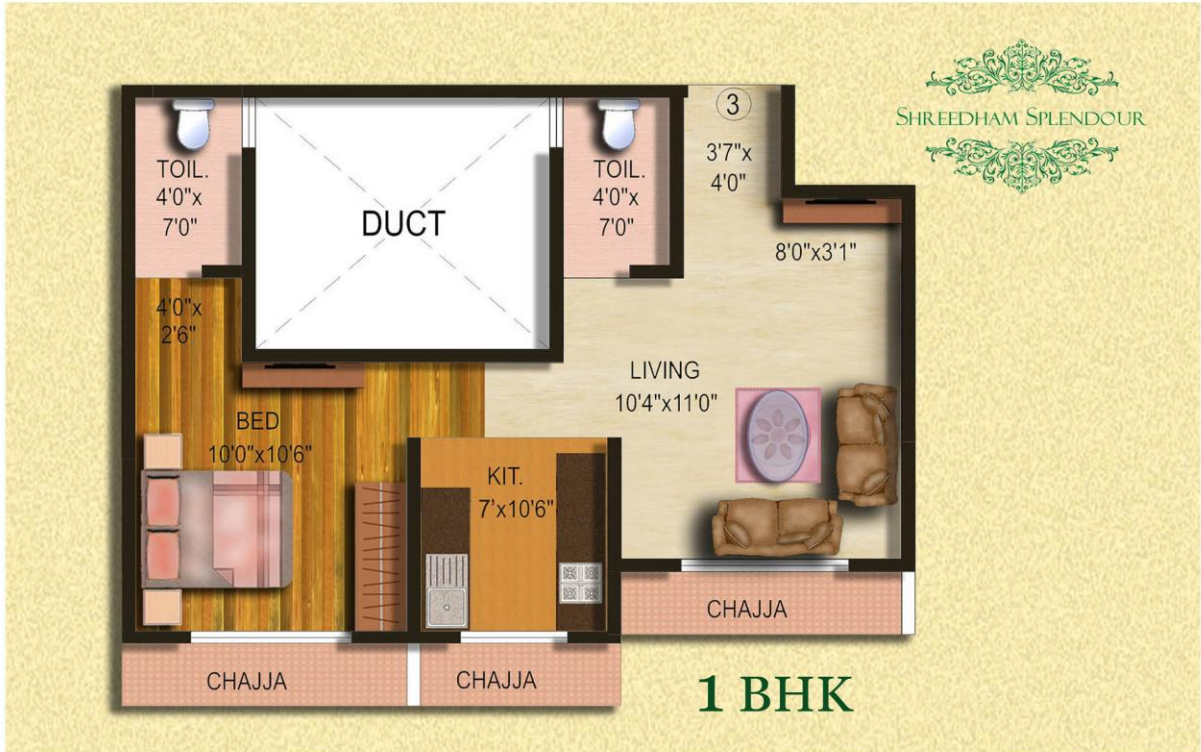 SHREEDHAM SPLENDOUR
3
3'7"x
4'0"
TOIL.
4'0"x
7'0"
DUCT
TOIL.
4'0"x
7'0"
8'0"x3'1"
4'0"x
2'6"
LIVING
10'4"x11'0"
BED
10'0"x10'6"
KIT.
7'x10'6"
CHAJJA
CHAJJA
CHAJJA
1 BHK